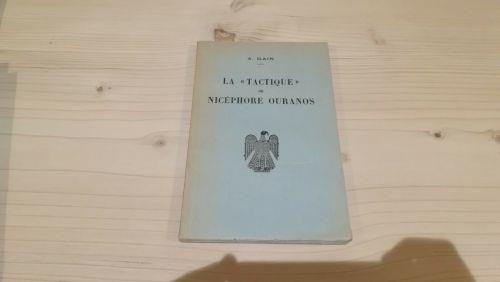 A. DAIN
LA «TACTIQUE»
DE
NICÉPHORE OURANOS